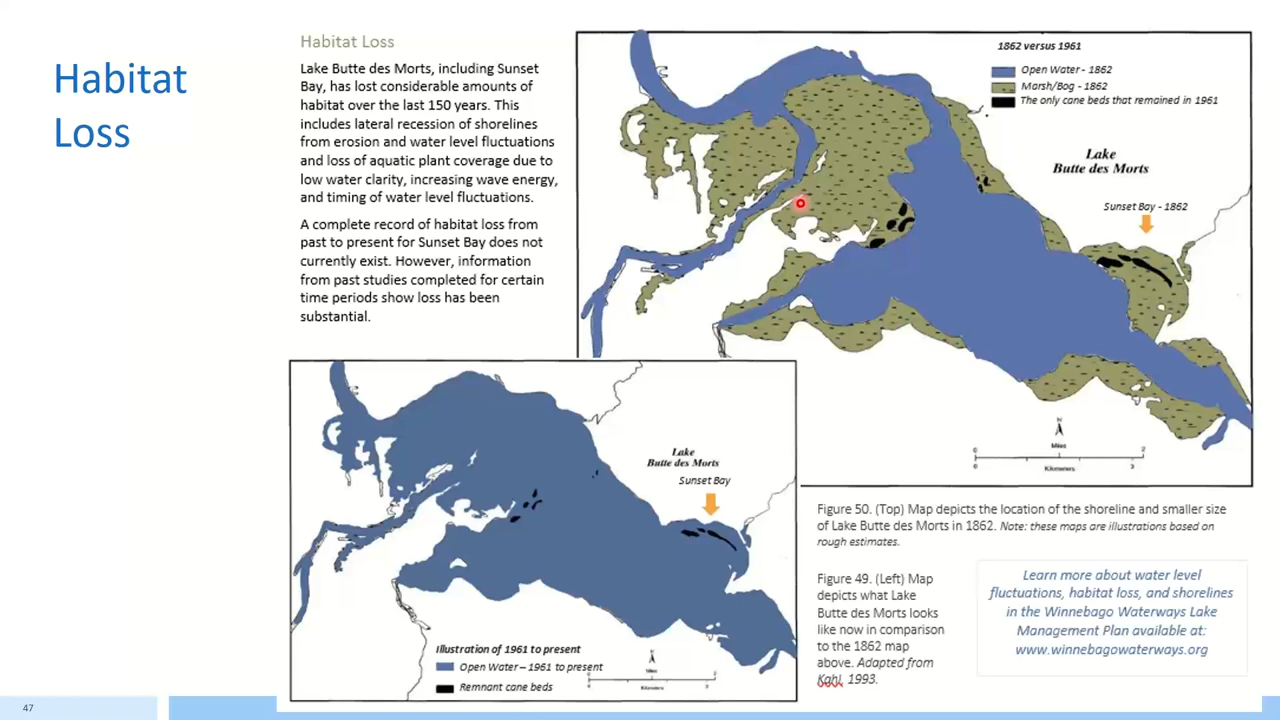 Habitat
Loss
Habitat Loss
Lake Butte des Morts, including Sunset
Bay, has lost considerable amounts of
habitat over the last 150 years. This
includes lateral recession of shorelines
from erosion and water level fluctuations
and loss of aquatic plant coverage due to
low water clarity, increasing wave energy,
and timing of water level fluctuations.
A complete record of habitat loss from
past to present for Sunset Bay does not
currently exist. However, information
from past studies completed for certain
time periods show loss has been
substantial.
1862 versus 1961
Open Water - 1862
Marsh/Bog - 1862
The only cane beds that remained in 1961
Lake
Butte des Morts
Sunset Bay - 1862
N
Miles
0 2
0 3
Kilometers
Lake
Butte des Morts
Sunset Bay
Illustration of 1961 to present
Open Water – 1961 to present
Remnant cane beds
N
Miles
0 2
0 3
Kilometers
Figure 50. (Top) Map depicts the location of the shoreline and smaller size
of Lake Butte des Morts in 1862. Note: these maps are illustrations based on
rough estimates.
Figure 49. (Left) Map
depicts what Lake
Butte des Morts looks
like now in comparison
to the 1862 map
above. Adapted from
Kahl, 1993.
Learn more about water level
fluctuations, habitat loss, and shorelines
in the Winnebago Waterways Lake
Management Plan available at:
www.winnebagowaterways.org
47